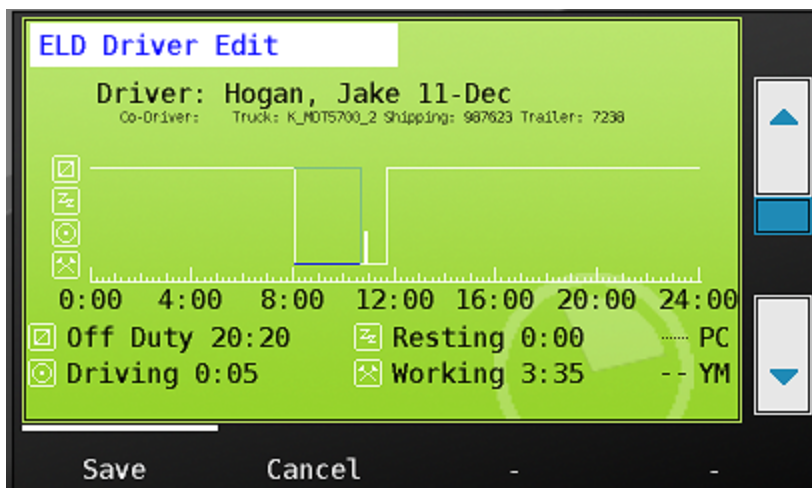 ELD Driver Edit
Driver: Hogan, Jake 11-Dec
Co-Driver: Truck: K_MDT5700_2 Shipping: 987623 Trailer: 7238
0:00 4:00 8:00 12:00 16:00 20:00 24:00
Off Duty 20:20 Resting 0:00 ...... PC
Driving 0:05 Working 3:35 -- YM
Save Cancel - -